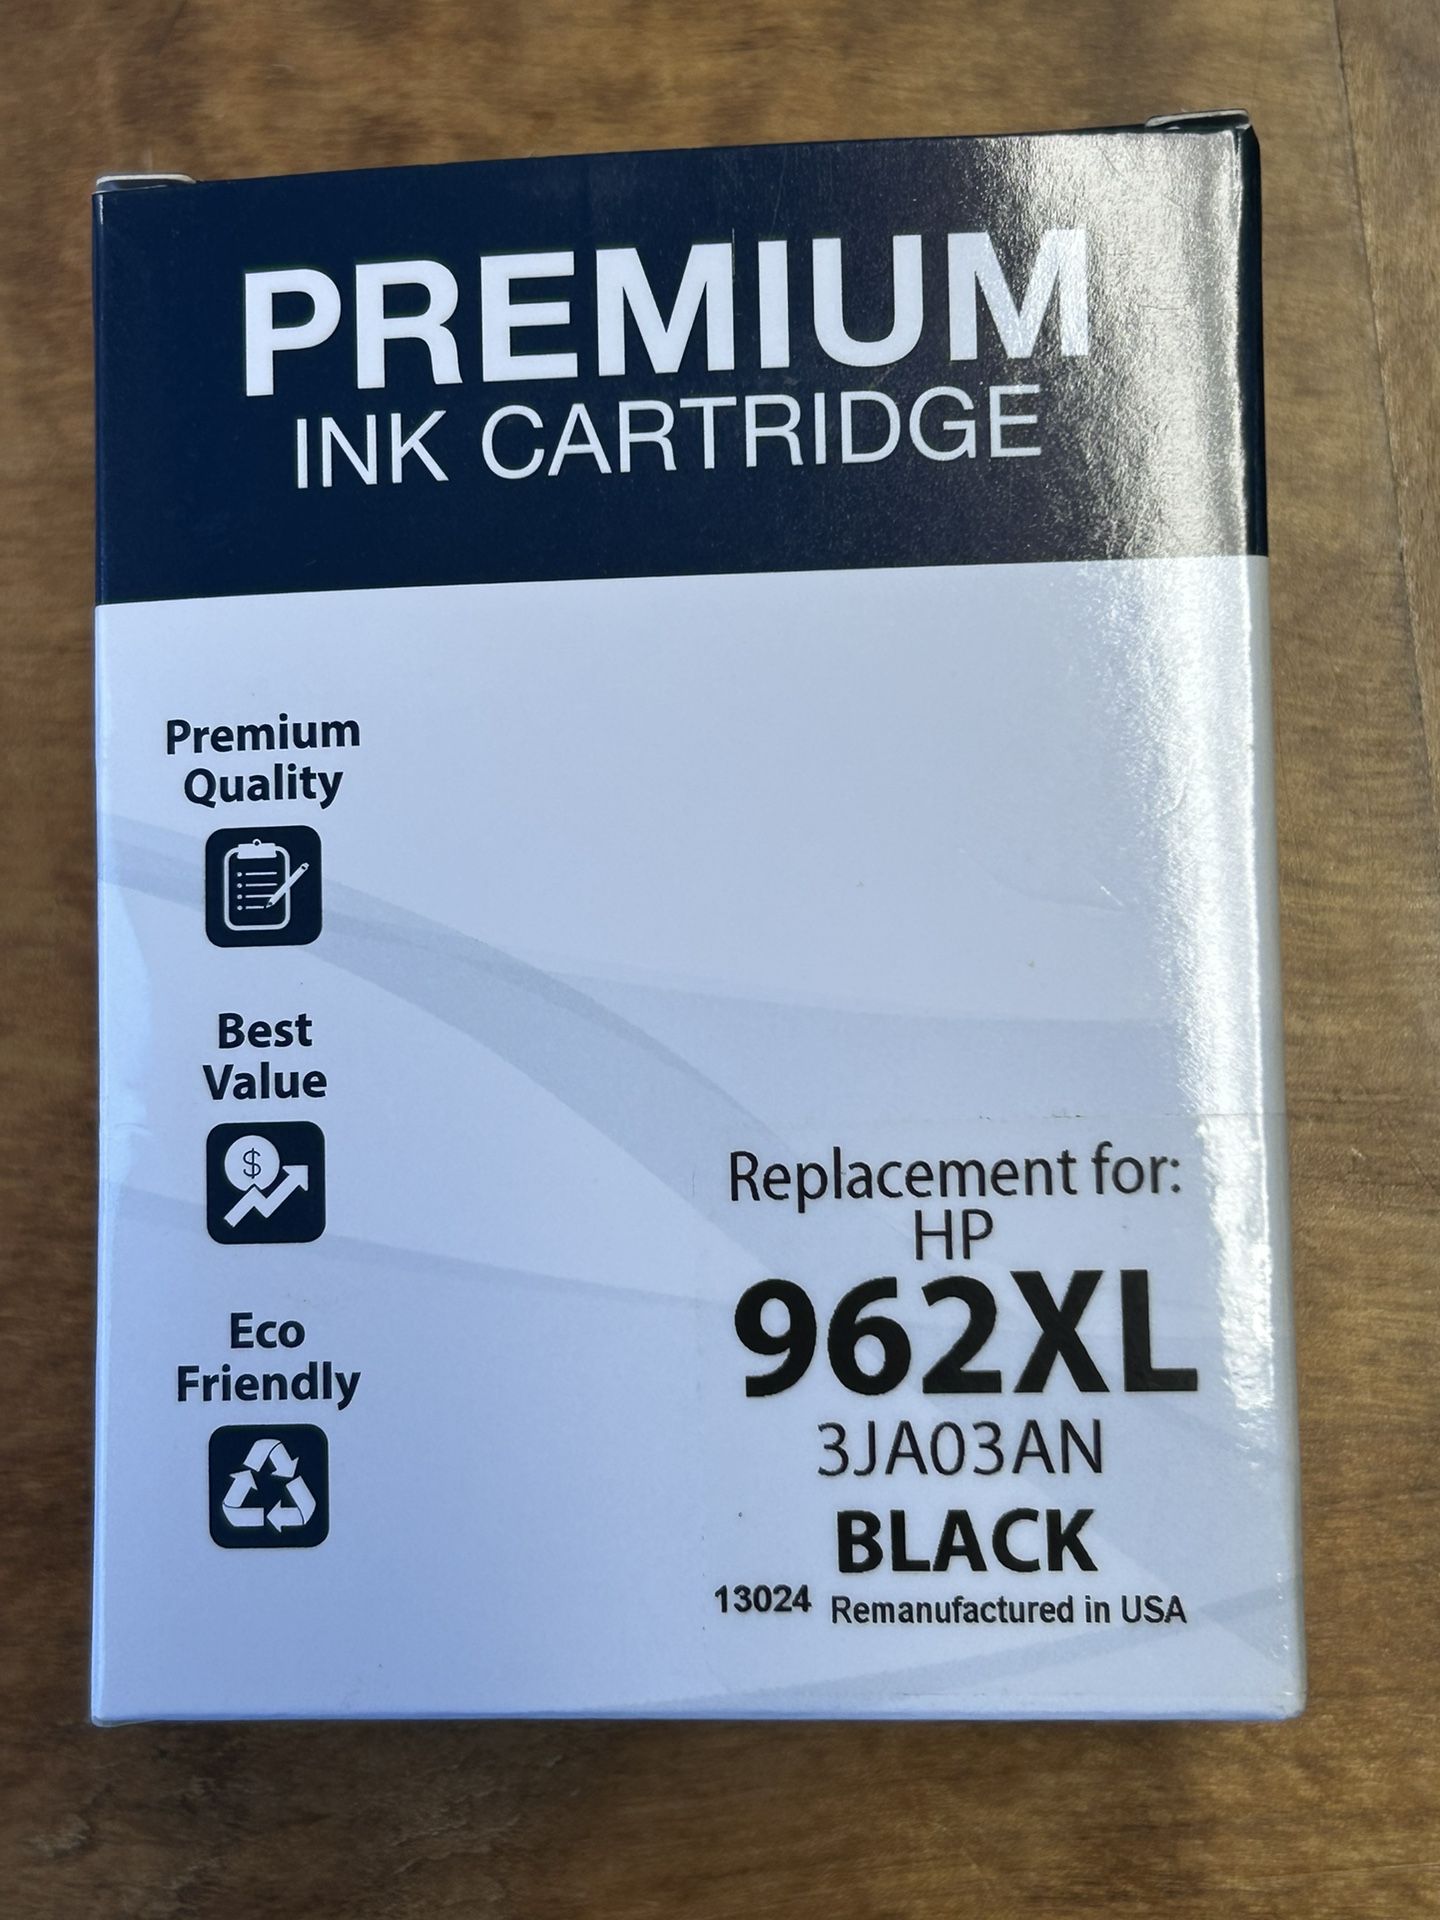 PREMIUM
INK CARTRIDGE
Premium
Quality
Best
Value
$
Eco
Friendly
Replacement for:
HP
962XL
3JA03AN
BLACK
13024 Remanufactured in USA